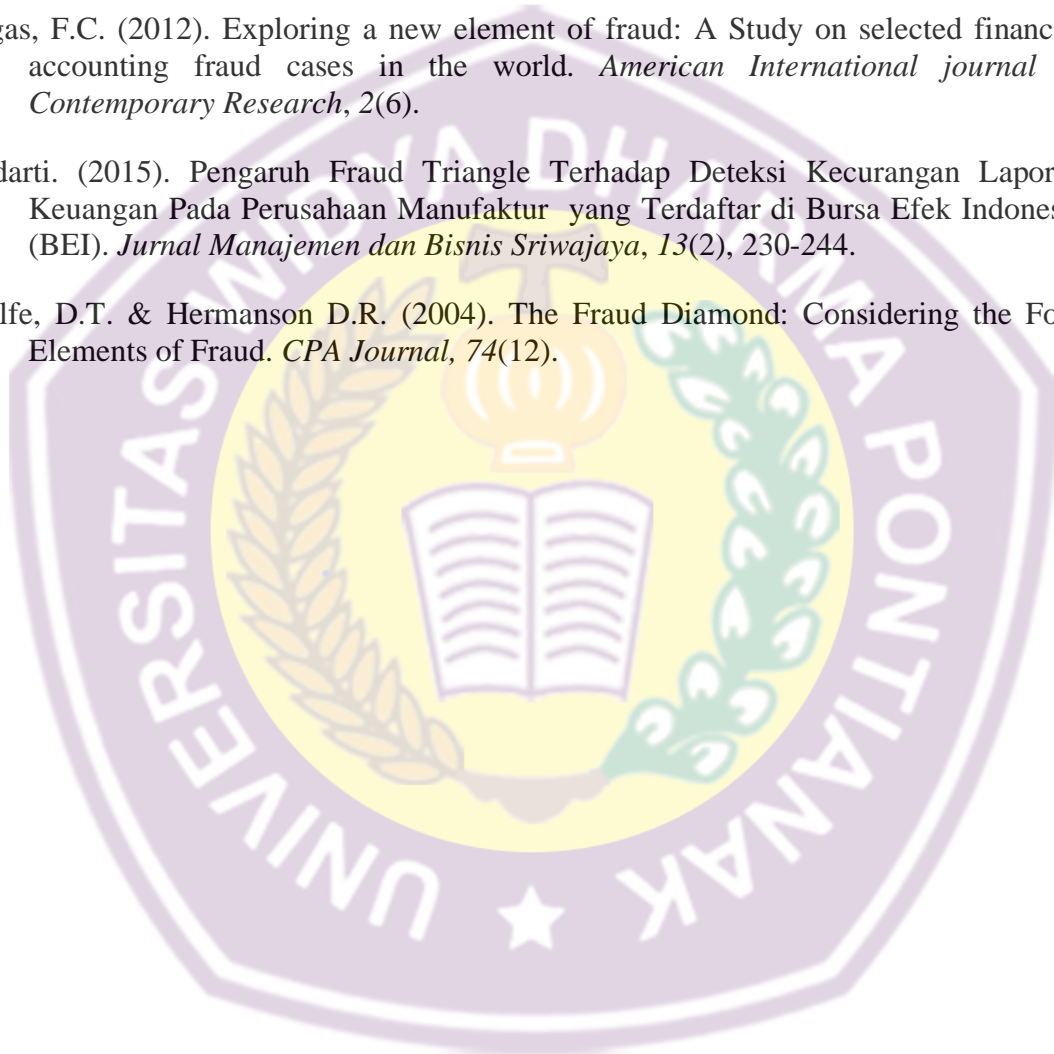 gas, F.C. (2012). Exploring a new element of fraud: A Study on selected financ
accounting fraud cases in the world. American International journal
Contemporary Research, 2(6).
darti. (2015). Pengaruh Fraud Triangle Terhadap Deteksi Kecurangan Lapor
Keuangan Pada Perusahaan Manufaktur yang Terdaftar di Bursa Efek Indones
(BEI). Jurnal Manajemen dan Bisnis Sriwajaya, 13(2), 230-244.
lfe, D.T. & Hermanson D.R. (2004). The Fraud Diamond: Considering the Fo
Elements of Fraud. CPA Journal, 74(12).
UNIVERSITAS WIDYA DHARMA PONTIANAK